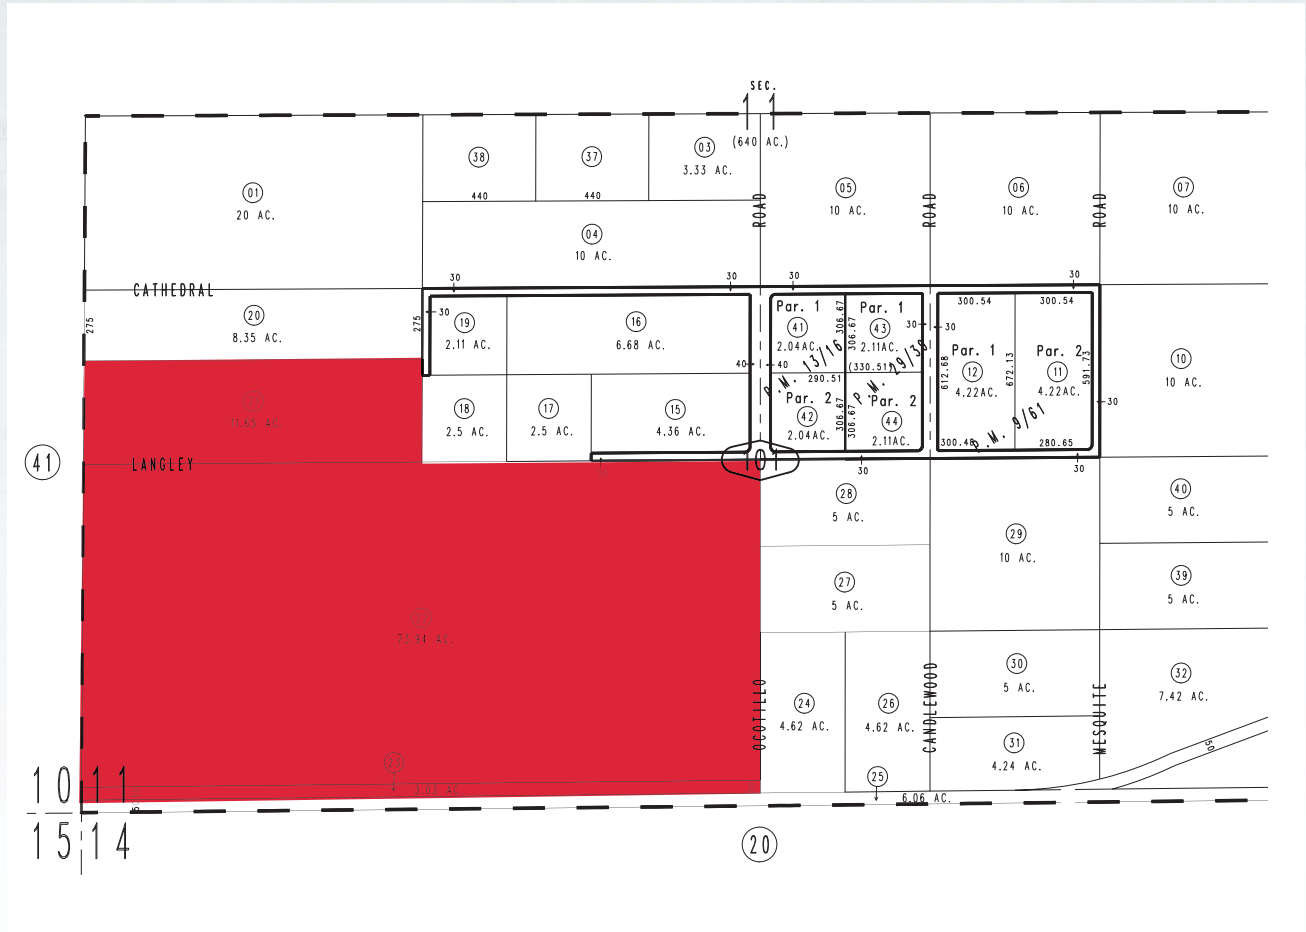 SEC.
11
(640 AC.)
38
37
03
3.33 AC.
440
440
01
20 AC.
04
10 AC.
ROAD
05
10 AC.
ROAD
06
10 AC.
ROAD
07
10 AC.
CATHEDRAL
30
30
30
30
275
20
8.35 AC.
275
30
19
2.11 AC.
16
6.68 AC.
40
40
Par. 1
41
2.04AC.
306.67
306.67
Par. 1
43
2.11AC.
30
30
(330.51)
290.51
P.M. 13/16
P.M. 29/38
300.54
300.54
Par. 1
12
4.22AC.
612.68
672.13
Par. 2
11
4.22AC.
591.73
30
10
10 AC.
18
2.5 AC.
17
2.5 AC.
15
4.36 AC.
Par. 2
42
2.04AC.
306.67
306.67
Par. 2
44
2.11AC.
P.M. 9/61
300.48
280.65
41
LANGLEY
101
30
30
28
5 AC.
40
5 AC.
29
10 AC.
27
5 AC.
39
5 AC.
OCOTILLO
24
4.62 AC.
26
4.62 AC.
CANDLEWOOD
30
5 AC.
MESQUITE
32
7.42 AC.
31
4.24 AC.
50
23
25
6.06 AC.
10 11
15 14
20